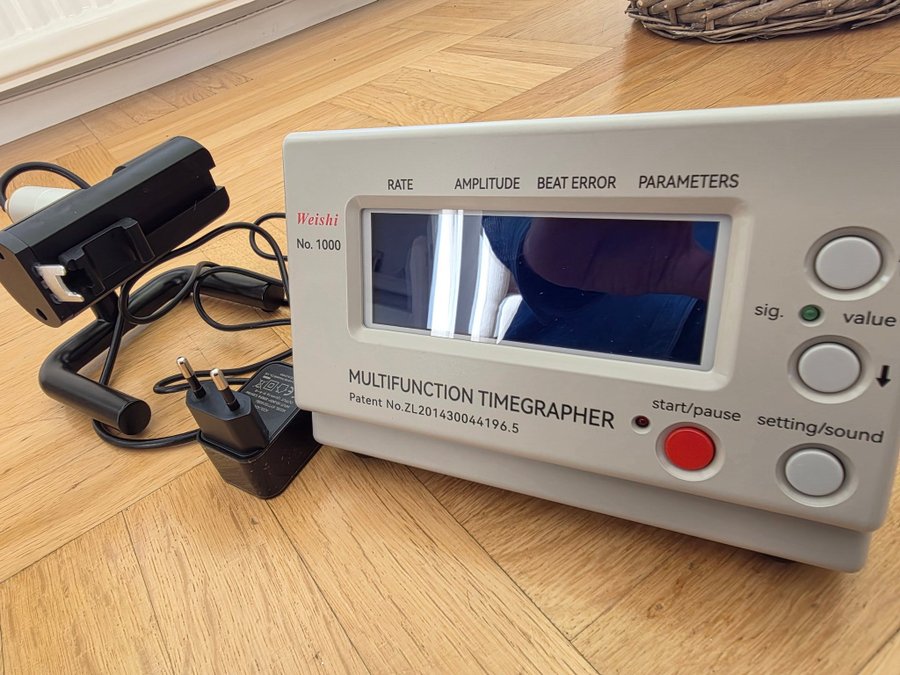 RATE AMPLITUDE BEAT ERROR PARAMETERS
Weishi
No. 1000
sig. value
MULTIFUNCTION TIMEGRAPHER
Patent No.ZL201430044196.5
start/pause
setting/sound